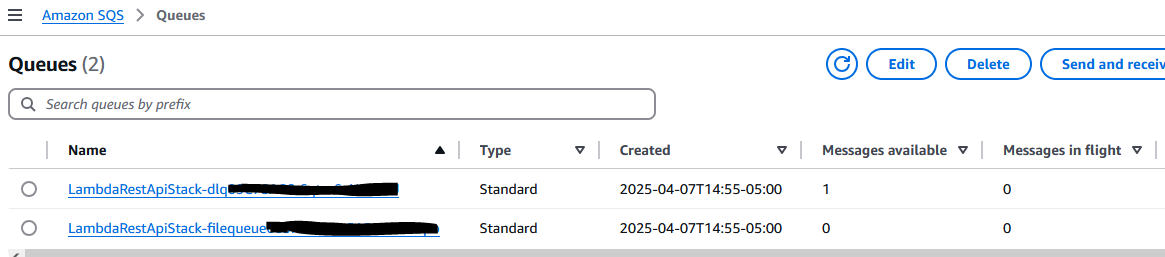 Amazon SQS > Queues
Queues (2)
Edit
Delete
Send and receiv
Search queues by prefix
Name Type Created Messages available Messages in flight
LambdaRestApiStack-dlq Standard 2025-04-07T14:55-05:00 1 0
LambdaRestApiStack-filequeue Standard 2025-04-07T14:55-05:00 0 0